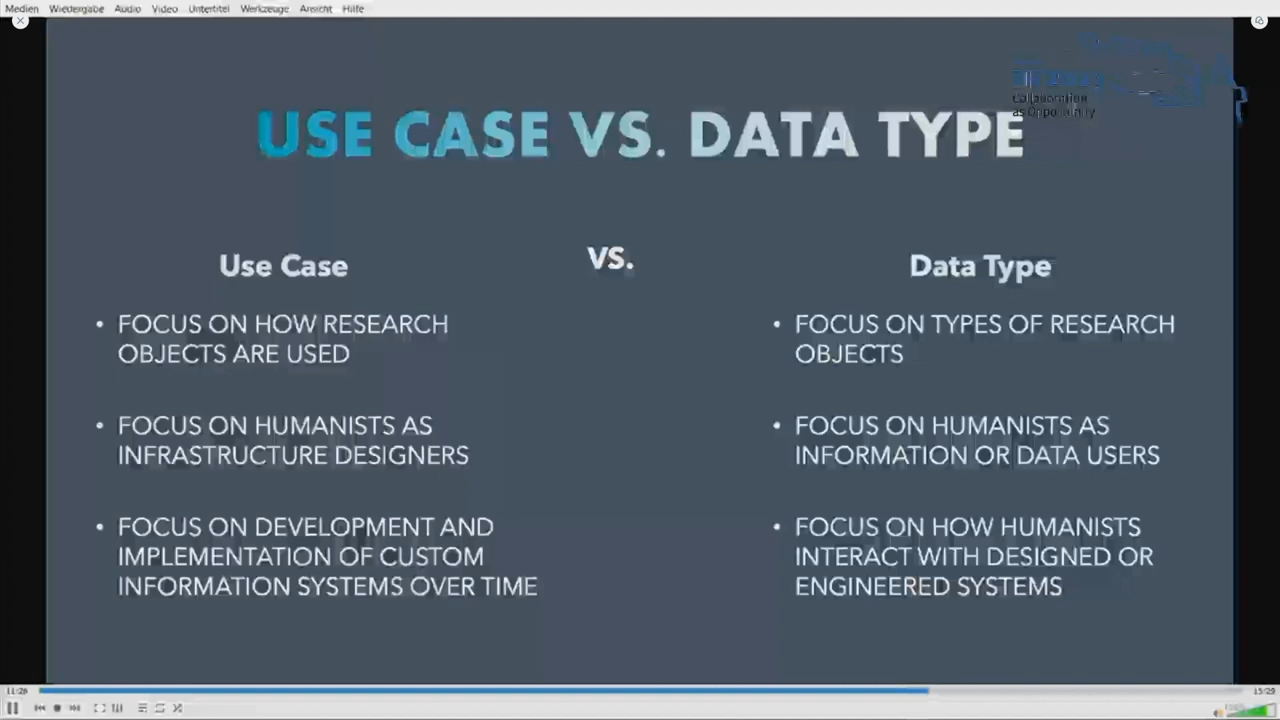 Medien Wiedergabe Audio Video Untertitel Werkzeuge Ansicht Hilfe
Collaboration
as Opportunity
USE CASE VS. DATA TYPE
Use Case
VS.
Data Type
• FOCUS ON HOW RESEARCH
OBJECTS ARE USED
• FOCUS ON HUMANISTS AS
INFRASTRUCTURE DESIGNERS
• FOCUS ON DEVELOPMENT AND
IMPLEMENTATION OF CUSTOM
INFORMATION SYSTEMS OVER TIME
• FOCUS ON TYPES OF RESEARCH
OBJECTS
• FOCUS ON HUMANISTS AS
INFORMATION OR DATA USERS
• FOCUS ON HOW HUMANISTS
INTERACT WITH DESIGNED OR
ENGINEERED SYSTEMS
11:26
15:29